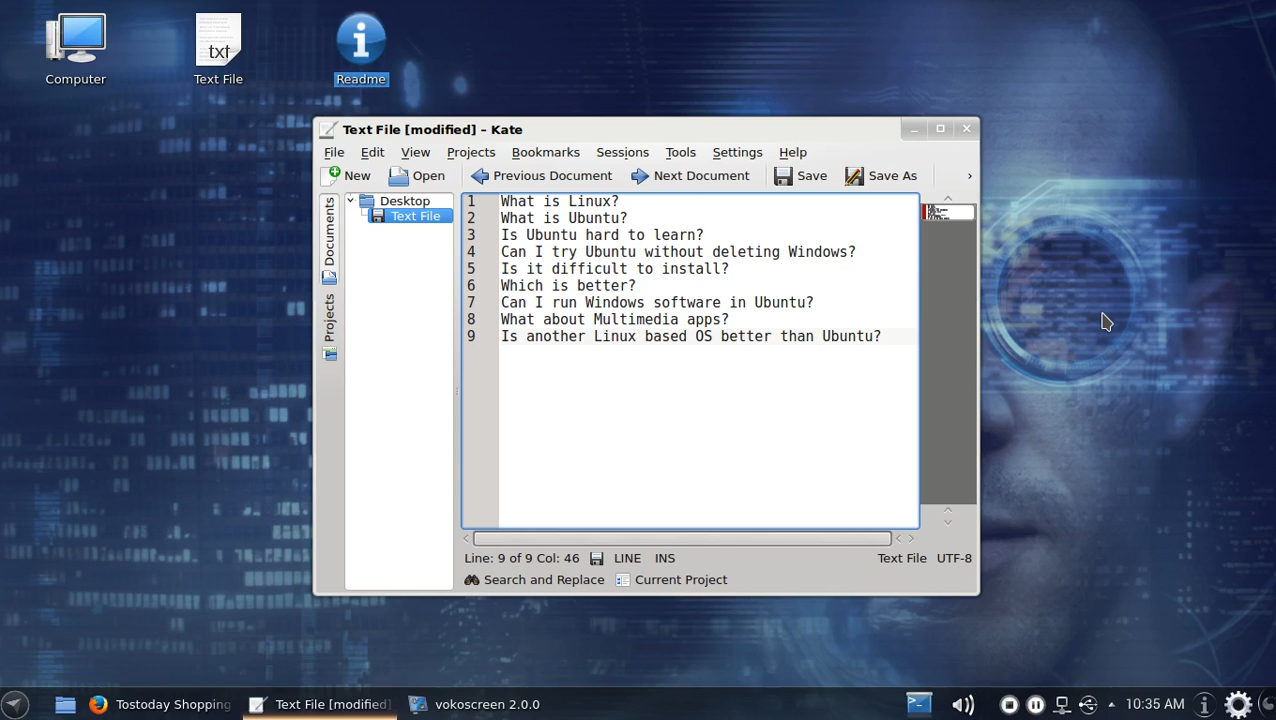 Computer
txt
Text File
Readme
Text File [modified] – Kate
File Edit View Projects Bookmarks Sessions Tools Settings Help
New Open Previous Document Next Document Save Save As
Documents
Projects
Desktop
Text File
1 What is Linux?
2 What is Ubuntu?
3 Is Ubuntu hard to learn?
4 Can I try Ubuntu without deleting Windows?
5 Is it difficult to install?
6 Which is better?
7 Can I run Windows software in Ubuntu?
8 What about Multimedia apps?
9 Is another Linux based OS better than Ubuntu?
Line: 9 of 9 Col: 46 LINE INS Text File UTF-8
Search and Replace Current Project
Tostoday Shopping Text File [modified] vokoscreen 2.0.0 10:35 AM